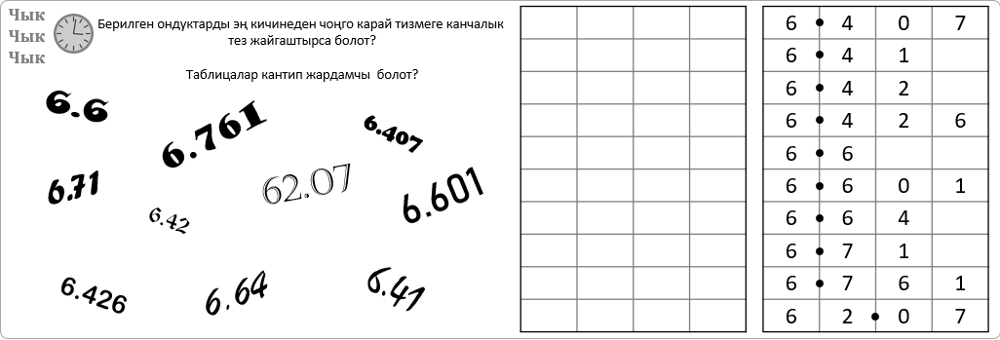 Чык
Чык
Чык
Берилген ондуктарды эң кичинеден чоңго карай тизмеге канчалык
тез жайгаштырса болот?
Таблицалар кантип жардамчы болот?
6.6
6.761
6.407
6.71
62.07
6.601
6.42
6.426
6.64
6.41
6 • 4 0 7
6 • 4 1
6 • 4 2
6 • 4 2 6
6 • 6
6 • 6 0 1
6 • 6 4
6 • 7 1
6 • 7 6 1
6 2 • 0 7